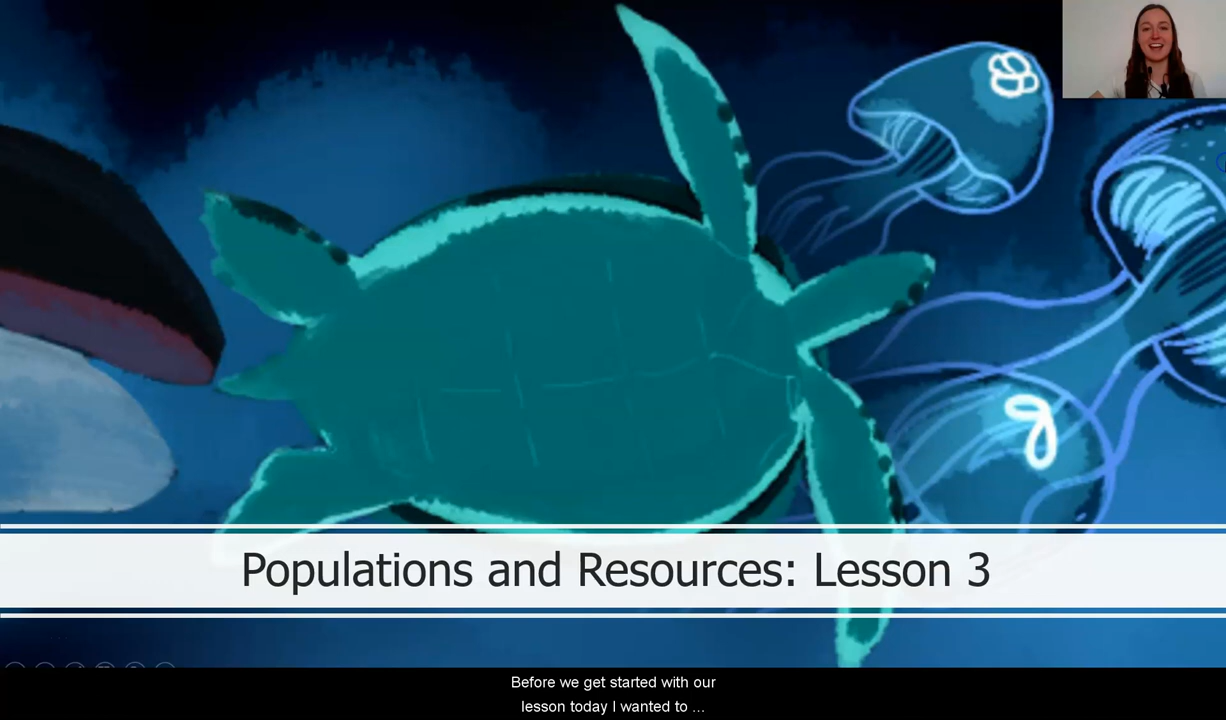 Populations and Resources: Lesson 3
Before we get started with our
lesson today I wanted to ...